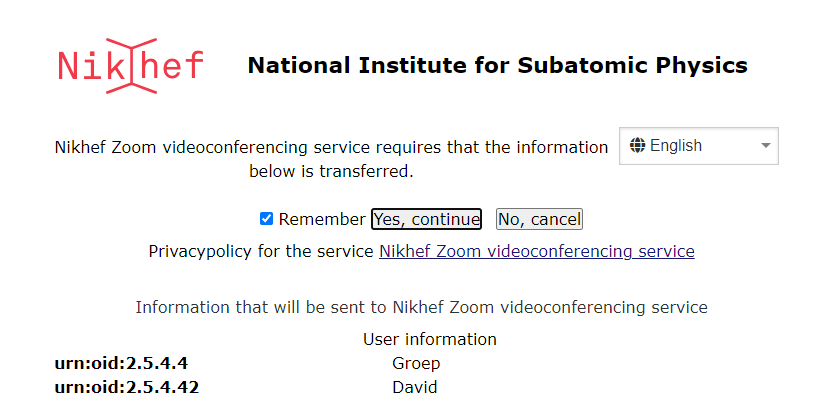 Nikhef
National Institute for Subatomic Physics
Nikhef Zoom videoconferencing service requires that the information
below is transferred.
English
Remember Yes, continue No, cancel
Privacypolicy for the service Nikhef Zoom videoconferencing service
Information that will be sent to Nikhef Zoom videoconferencing service
User information
urn:oid:2.5.4.4 Groep
urn:oid:2.5.4.42 David